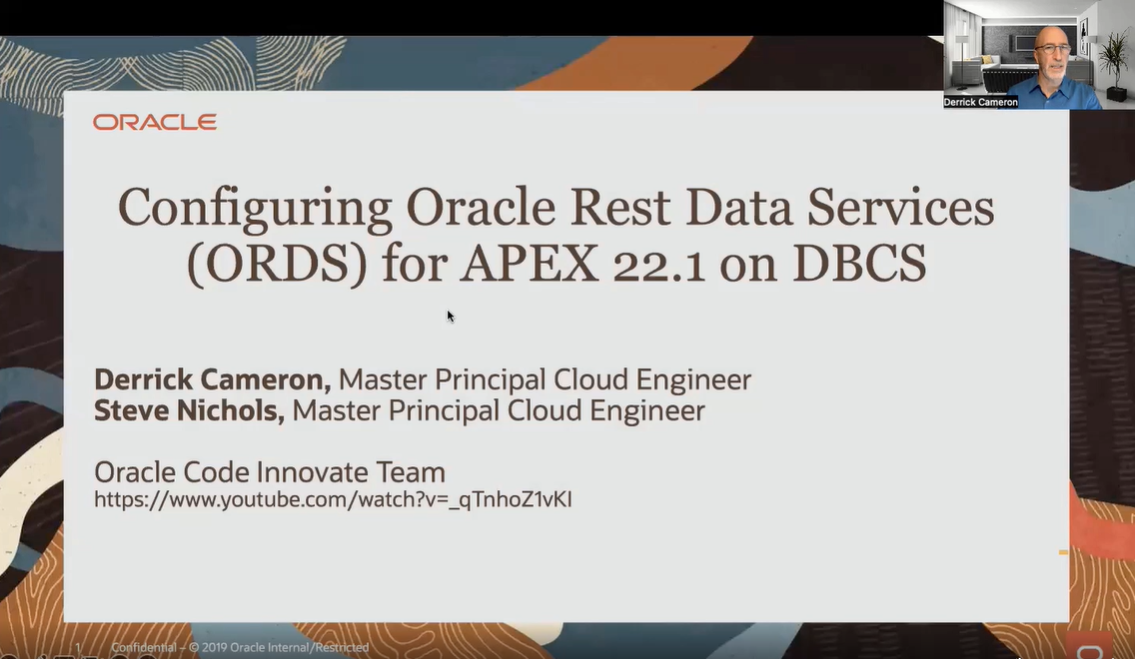 Derrick Cameron
ORACLE
Configuring Oracle Rest Data Services
(ORDS) for APEX 22.1 on DBCS
Derrick Cameron, Master Principal Cloud Engineer
Steve Nichols, Master Principal Cloud Engineer
Oracle Code Innovate Team
https://www.youtube.com/watch?v=_qTnhoZ1vKI
1 Confidential – © 2019 Oracle Internal/Restricted